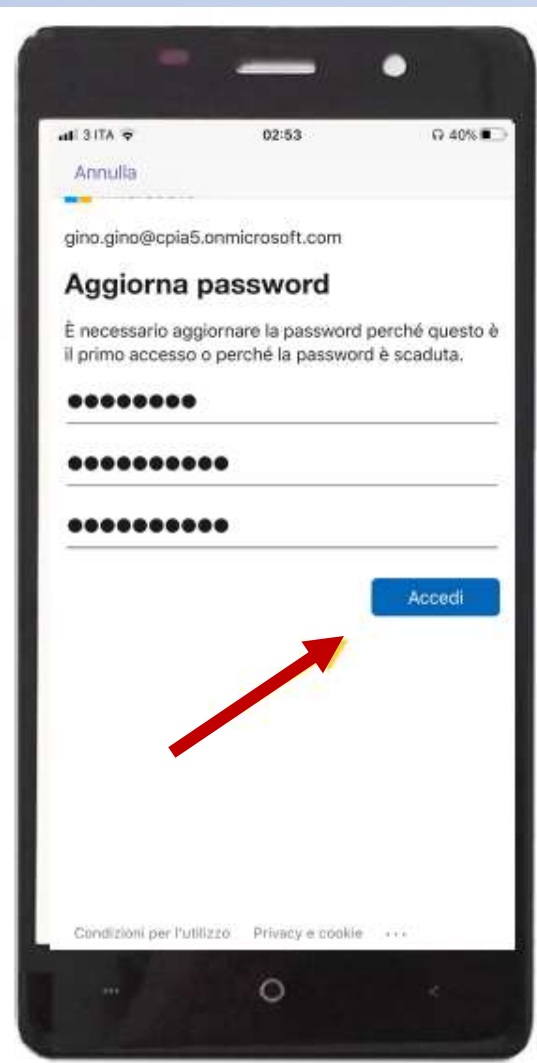 3 ITA 02:53 40%
Annulla
gino.gino@cpia5.onmicrosoft.com
Aggiorna password
È necessario aggiornare la password perché questo è
il primo accesso o perché la password è scaduta.
●●●●●●●●
●●●●●●●●●●
●●●●●●●●●●
Accedi
Condizioni per l'utilizzo Privacy e cookie ...